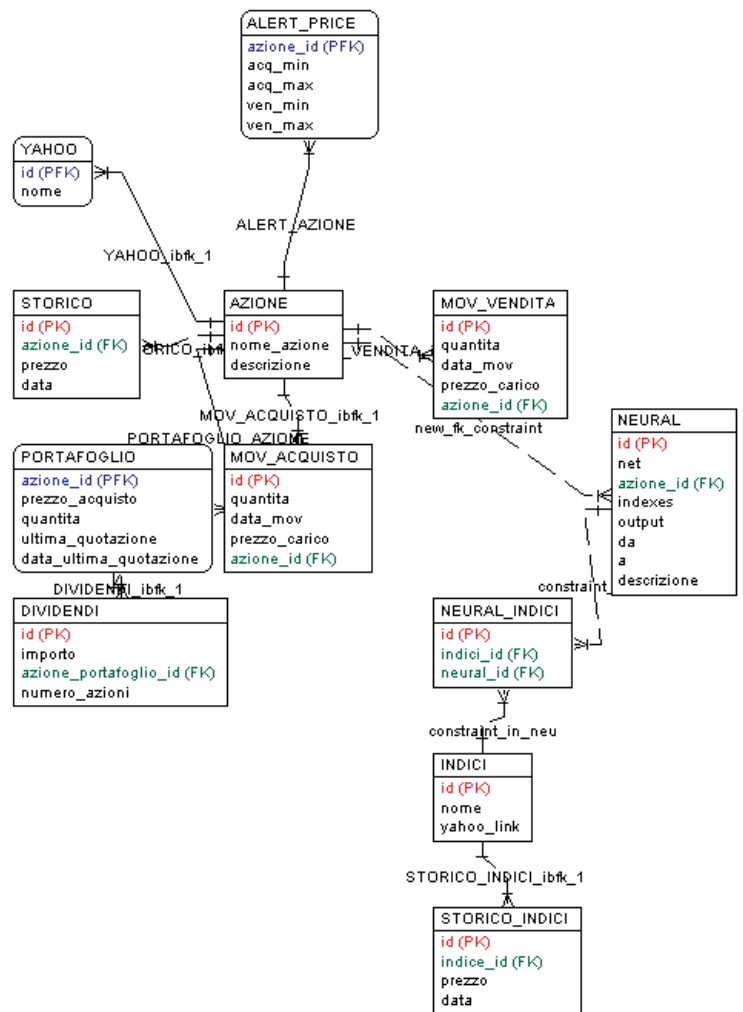 ALERT_PRICE
azione_id (PFK)
acq_min
acq_max
ven_min
ven_max
YAHOO
id (PFK)
nome
ALERT_AZIONE
YAHOO_ibfk_1
STORICO
id (PK)
azione_id (FK)
prezzo
data
AZIONE
id (PK)
nome_azione
descrizione
MOV_VENDITA
id (PK)
quantita
data_mov
prezzo_carico
azione_id (FK)
VENDITA
MOV_ACQUISTO_ibfk_1
new_fk_constraint
PORTAFOGLIO_AZIONE
NEURAL
id (PK)
net
azione_id (FK)
indexes
output
da
a
descrizione
PORTAFOGLIO
azione_id (PFK)
prezzo_acquisto
quantita
ultima_quotazione
data_ultima_quotazione
MOV_ACQUISTO
id (PK)
quantita
data_mov
prezzo_carico
azione_id (FK)
DIVIDENDI_ibfk_1
constraint_
DIVIDENDI
id (PK)
importo
azione_portafoglio_id (FK)
numero_azioni
NEURAL_INDICI
id (PK)
indici_id (FK)
neural_id (FK)
constraint_in_neu
INDICI
id (PK)
nome
yahoo_link
STORICO_INDICI_ibfk_1
STORICO_INDICI
id (PK)
indice_id (FK)
prezzo
data